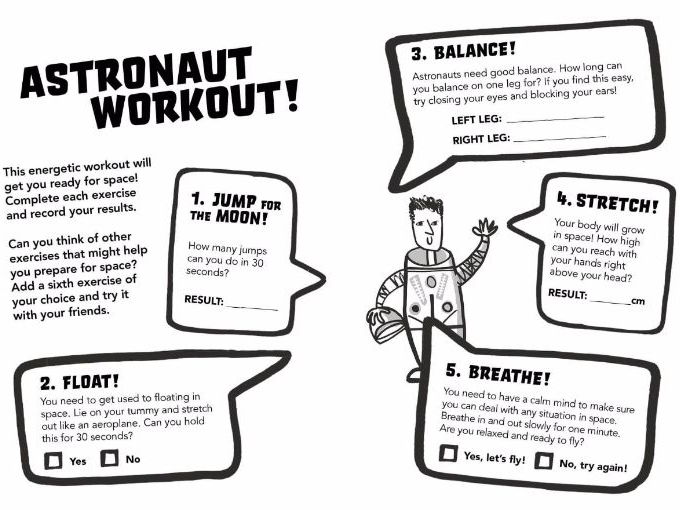 ASTRONAUT
WORKOUT!
This energetic workout will
get you ready for space!
Complete each exercise
and record your results.
Can you think of other
exercises that might help
you prepare for space?
Add a sixth exercise of
your choice and try it
with your friends.
1. JUMP FOR
THE MOON!
How many jumps
can you do in 30
seconds?
RESULT: ________
2. FLOAT!
You need to get used to floating in
space. Lie on your tummy and stretch
out like an aeroplane. Can you hold
this for 30 seconds?
Yes No
3. BALANCE!
Astronauts need good balance. How long can
you balance on one leg for? If you find this easy,
try closing your eyes and blocking your ears!
LEFT LEG: ________________
RIGHT LEG: ________________
4. STRETCH!
Your body will grow
in space! How high
can you reach with
your hands right
above your head?
RESULT: _______cm
5. BREATHE!
You need to have a calm mind to make sure
you can deal with any situation in space.
Breathe in and out slowly for one minute.
Are you relaxed and ready to fly?
Yes, let's fly! No, try again!